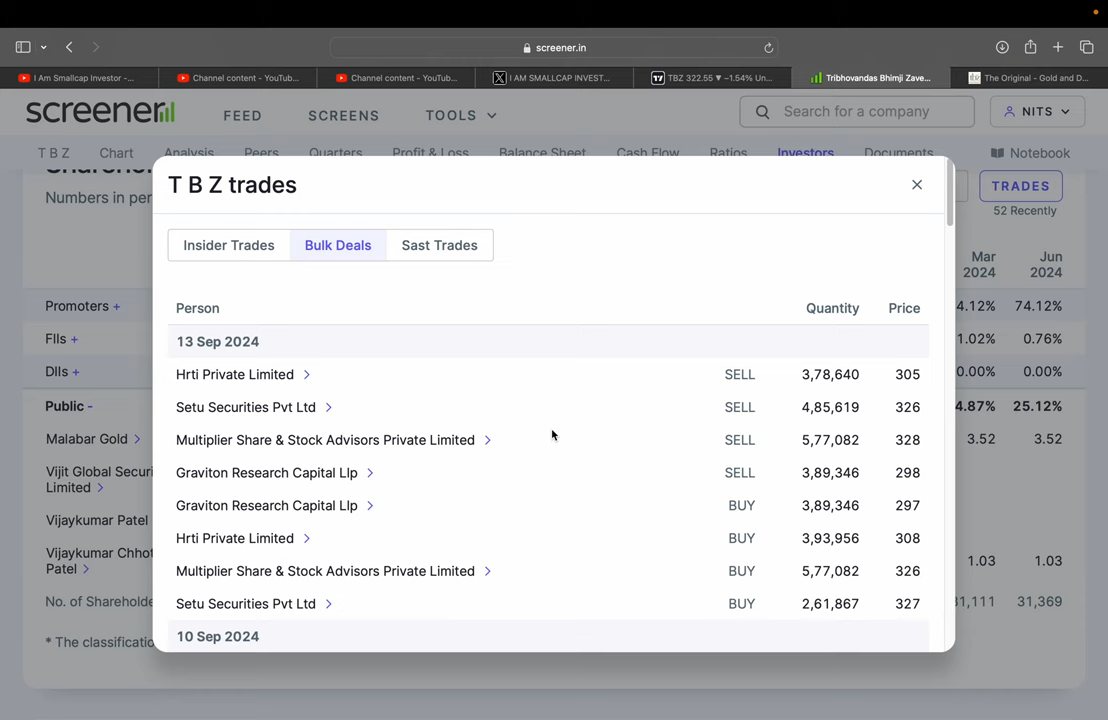 screener.in
I Am Smallcap Investor -...
Channel content - YouTub...
Channel content - YouTub...
I AM SMALLCAP INVEST...
TBZ 322.55 ▼ −1.54% Un...
Tribhovandas Bhimji Zave...
The Original - Gold and D...
screener
FEED
SCREENS
TOOLS
Search for a company
NITS
T B Z
Chart
Analysis
Peers
Quarters
Profit & Loss
Balance Sheet
Cash Flow
Ratios
Investors
Documents
Notebook
Numbers in per
TRADES
52 Recently
T B Z trades
Insider Trades
Bulk Deals
Sast Trades
Person Quantity Price
13 Sep 2024
Hrti Private Limited SELL 3,78,640 305
Setu Securities Pvt Ltd SELL 4,85,619 326
Multiplier Share & Stock Advisors Private Limited SELL 5,77,082 328
Graviton Research Capital Llp SELL 3,89,346 298
Graviton Research Capital Llp BUY 3,89,346 297
Hrti Private Limited BUY 3,93,956 308
Multiplier Share & Stock Advisors Private Limited BUY 5,77,082 326
Setu Securities Pvt Ltd BUY 2,61,867 327
10 Sep 2024
Mar 2024
Jun 2024
Promoters + 4.12% 74.12%
FIIs + 1.02% 0.76%
DIIs + 0.00% 0.00%
Public - 4.87% 25.12%
Malabar Gold 3.52 3.52
Vijit Global Securi
Limited
Vijaykumar Patel
Vijaykumar Chhot
Patel 1.03 1.03
No. of Shareholde 31,111 31,369
* The classification